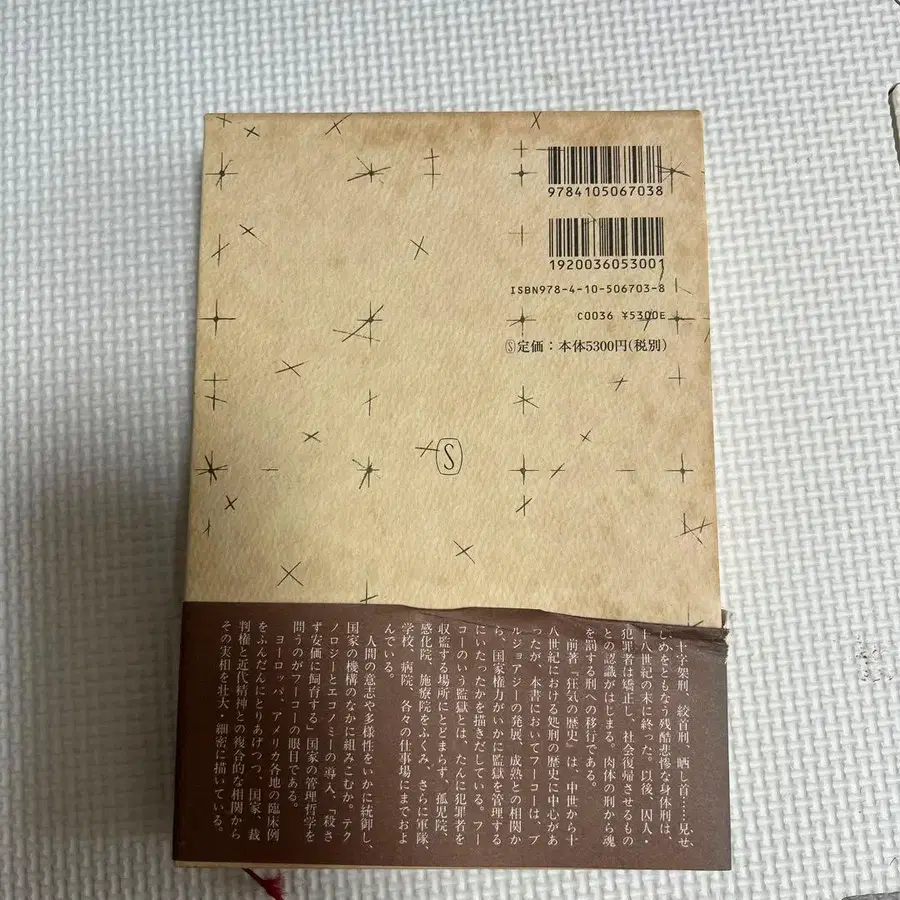 9784105067038
1920036053001
ISBN978-4-10-506703-8
C0036 ¥5300E
Ⓢ定価：本体5300円(税別)
S
十字架刑、絞首刑、晒し首……見せ
しめをともなう残酷悲惨な身体刑は、
十八世紀の末に終った。以後、囚人・
犯罪者は矯正し、社会復帰させるもの
との認識がはじまる。肉体の刑から魂
を罰する刑への移行である。
前著『狂気の歴史』は、中世から十
八世紀における処刑の歴史に中心があ
ったが、本書においてフーコーは、ブ
ルジョアジーの発展、成熟との相関か
ら、国家権力がいかに監獄を管理する
にいたったかを描きだしている。フー
コーのいう監獄とは、たんに犯罪者を
収監する場所にとどまらず、孤児院、
感化院、施療院をふくみ、さらに軍隊、
学校、病院、各々の仕事場にまでおよ
んでいる。
人間の意志や多様性をいかに統御し、
国家の機構のなかに組みこむか。テク
ノロジーとエコノミーの導入、「殺さ
ず安価に飼育する」国家の管理哲学を
問うのがフーコーの眼目である。
ヨーロッパ、アメリカ各地の臨床例
をふんだんにとりあげつつ、国家、裁
判権と近代精神との複合的な相関から
その実相を壮大・細密に描いている。